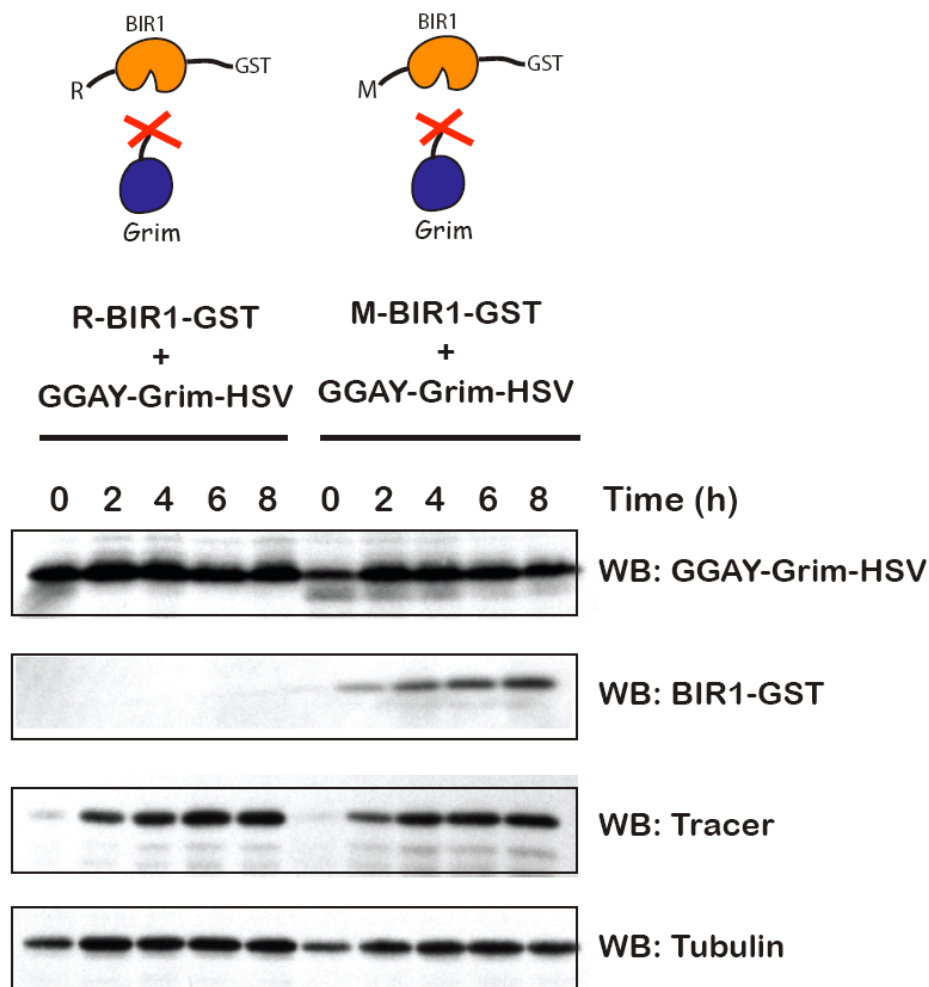 BIR1
R
GST
Grim
BIR1
M
GST
Grim
R-BIR1-GST
+
GGAY-Grim-HSV
M-BIR1-GST
+
GGAY-Grim-HSV
0 2 4 6 8 0 2 4 6 8 Time (h)
WB: GGAY-Grim-HSV
WB: BIR1-GST
WB: Tracer
WB: Tubulin